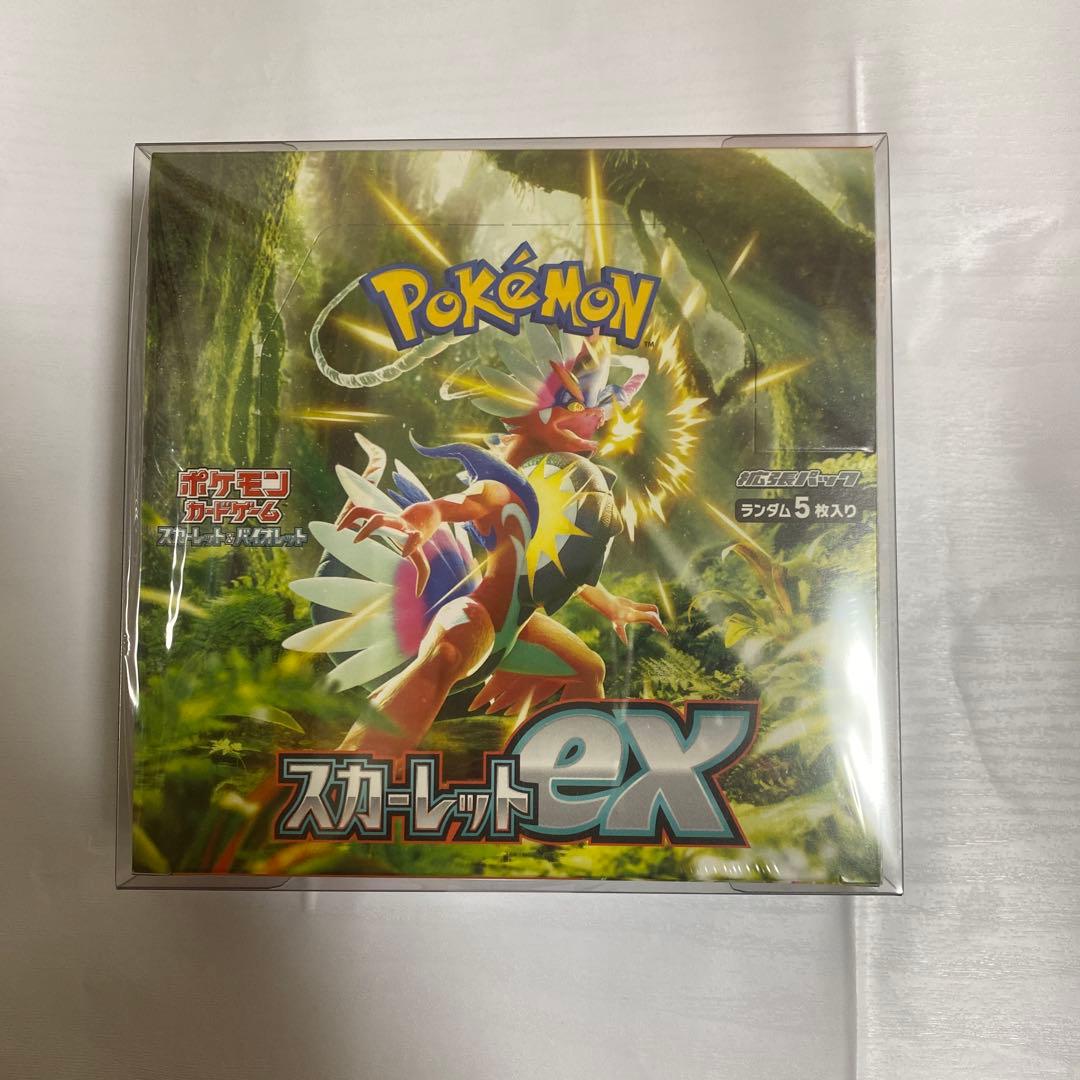 POKéMON
TM
ポケモン
カードゲーム
スカーレット&バイオレット
拡張パック
ランダム5枚入り
スカーレットex